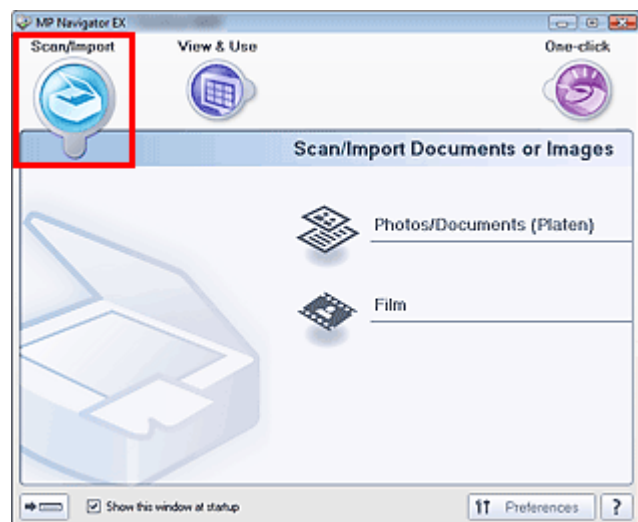 MP Navigator EX
Scan/Import View & Use One-click
Scan/Import Documents or Images
Photos/Documents (Platen)
Film
Show this window at startup Preferences ?